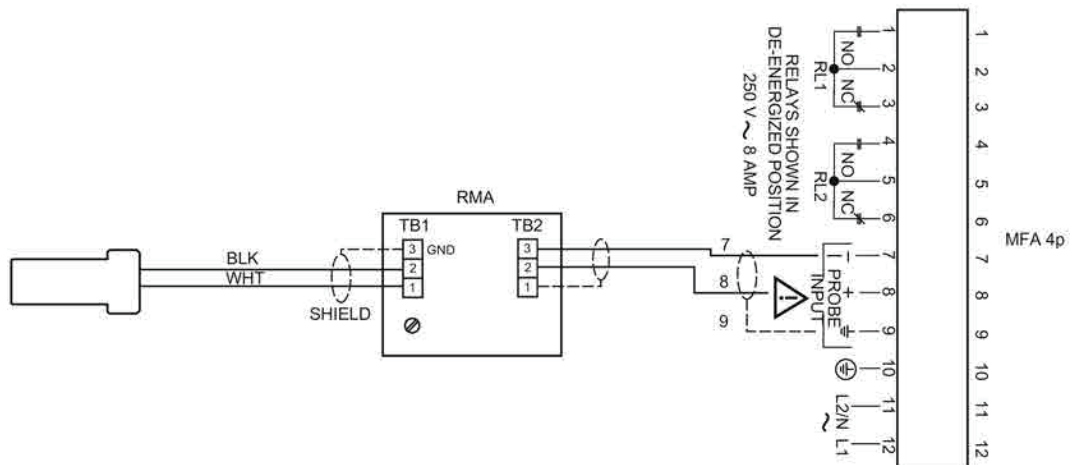 RMA
TB1
TB2
3
GND
2
1
3
2
1
BLK
WHT
SHIELD
7
8
9
RELAYS SHOWN IN
DE-ENERGIZED POSITION
250 V ~ 8 AMP
RL1
NO NC
RL2
NO NC
PROBE
INPUT
- +
L2/N L1
~
1
2
3
4
5
6
7
8
9
10
11
12
1
2
3
4
5
6
7
8
9
10
11
12
MFA 4p